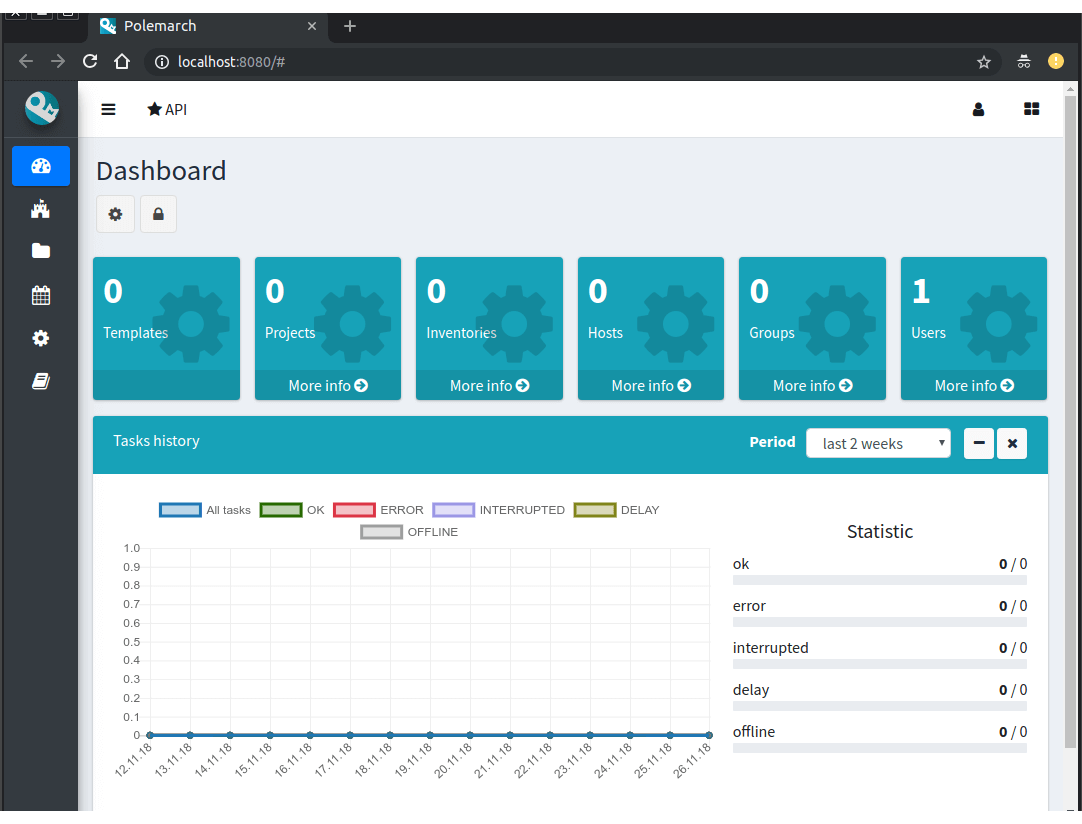 Polemarch
localhost:8080/#
API
Dashboard
0 0 0 0 0 1
Templates Projects Inventories Hosts Groups Users
More info More info More info More info More info
Tasks history Period last 2 weeks
All tasks OK ERROR INTERRUPTED DELAY
OFFLINE
Statistic
1.0
0.9
0.8
0.7
0.6
0.5
0.4
0.3
0.2
0.1
0
12.11.18 13.11.18 14.11.18 15.11.18 16.11.18 17.11.18 18.11.18 19.11.18 20.11.18 21.11.18 22.11.18 23.11.18 24.11.18 25.11.18 26.11.18
ok 0 / 0
error 0 / 0
interrupted 0 / 0
delay 0 / 0
offline 0 / 0